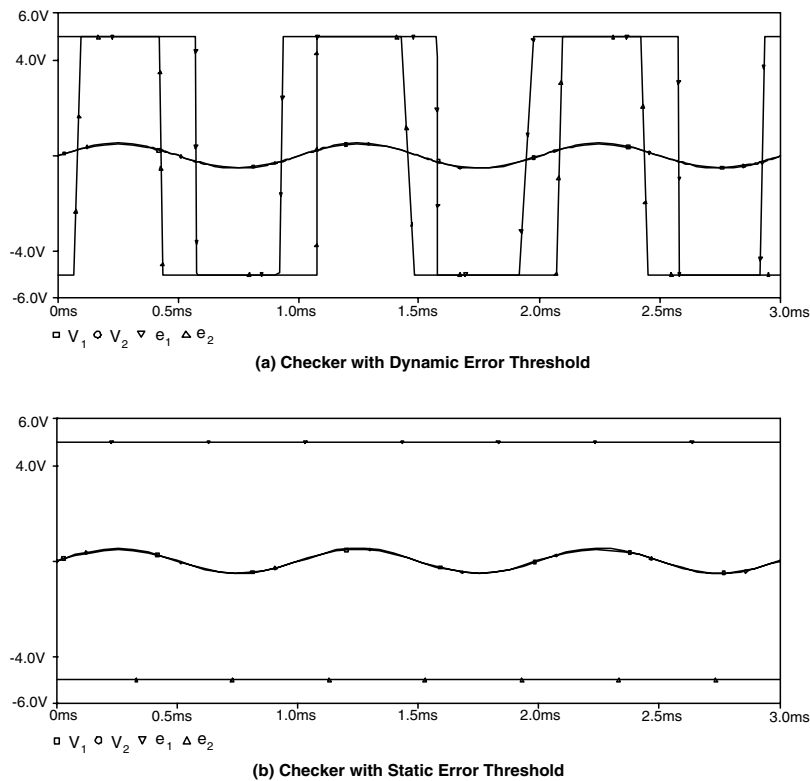 6.0V
4.0V
-4.0V
-6.0V
0ms 0.5ms 1.0ms 1.5ms 2.0ms 2.5ms 3.0ms
V1 V2 e1 e2
(a) Checker with Dynamic Error Threshold
6.0V
4.0V
-4.0V
-6.0V
0ms 0.5ms 1.0ms 1.5ms 2.0ms 2.5ms 3.0ms
V1 V2 e1 e2
(b) Checker with Static Error Threshold